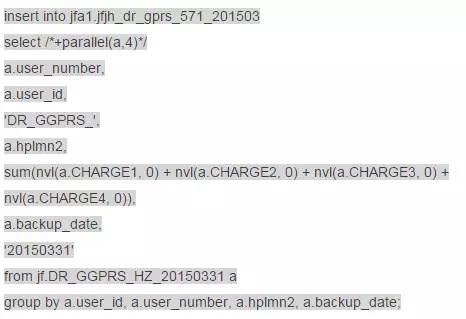 insert into jfa1.jfjh_dr_gprs_571_201503
select /*+parallel(a,4)*/
a.user_number,
a.user_id,
'DR_GGPRS_',
a.hplmn2,
sum(nvl(a.CHARGE1, 0) + nvl(a.CHARGE2, 0) + nvl(a.CHARGE3, 0) +
nvl(a.CHARGE4, 0)),
a.backup_date,
'20150331'
from jf.DR_GGPRS_HZ_20150331 a
group by a.user_id, a.user_number, a.hplmn2, a.backup_date;